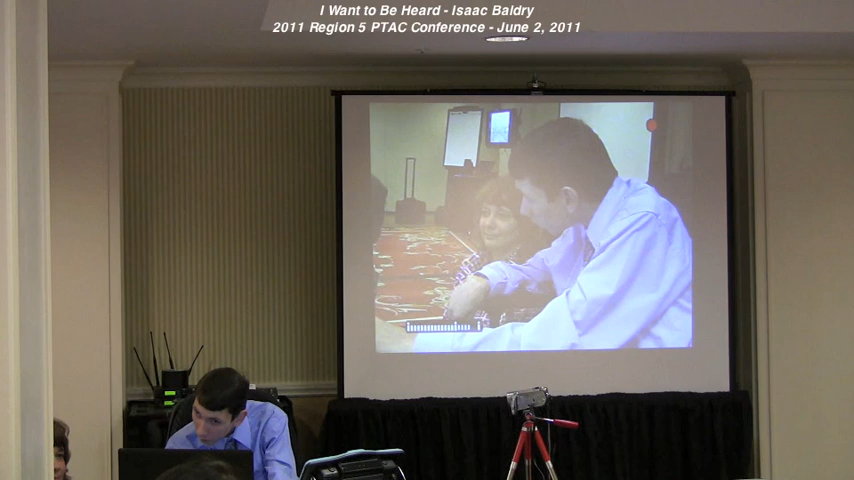 I Want to Be Heard - Isaac Baldry
2011 Region 5 PTAC Conference - June 2, 2011